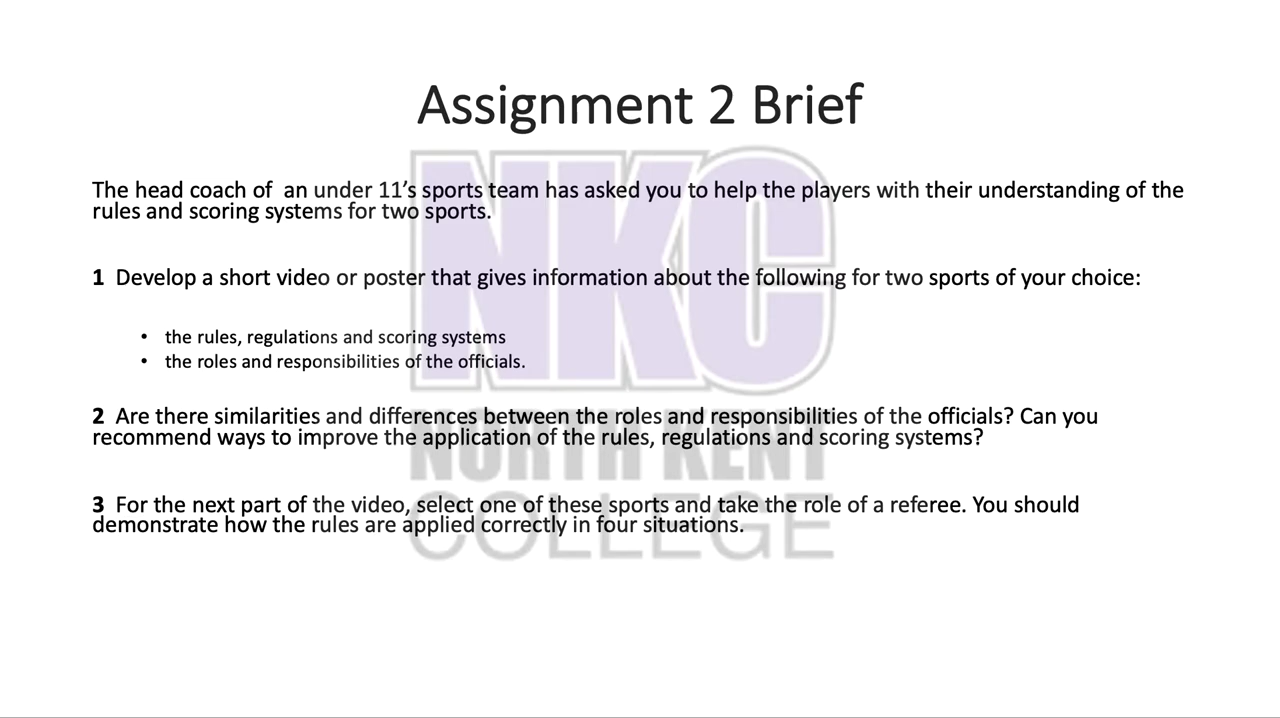 Assignment 2 Brief
The head coach of  an under 11’s sports team has asked you to help the players with their understanding of the
rules and scoring systems for two sports.
1  Develop a short video or poster that gives information about the following for two sports of your choice:
• the rules, regulations and scoring systems
• the roles and responsibilities of the officials.
2  Are there similarities and differences between the roles and responsibilities of the officials? Can you
recommend ways to improve the application of the rules, regulations and scoring systems?
3  For the next part of the video, select one of these sports and take the role of a referee. You should
demonstrate how the rules are applied correctly in four situations.
NKC
NORTH KENT
COLLEGE